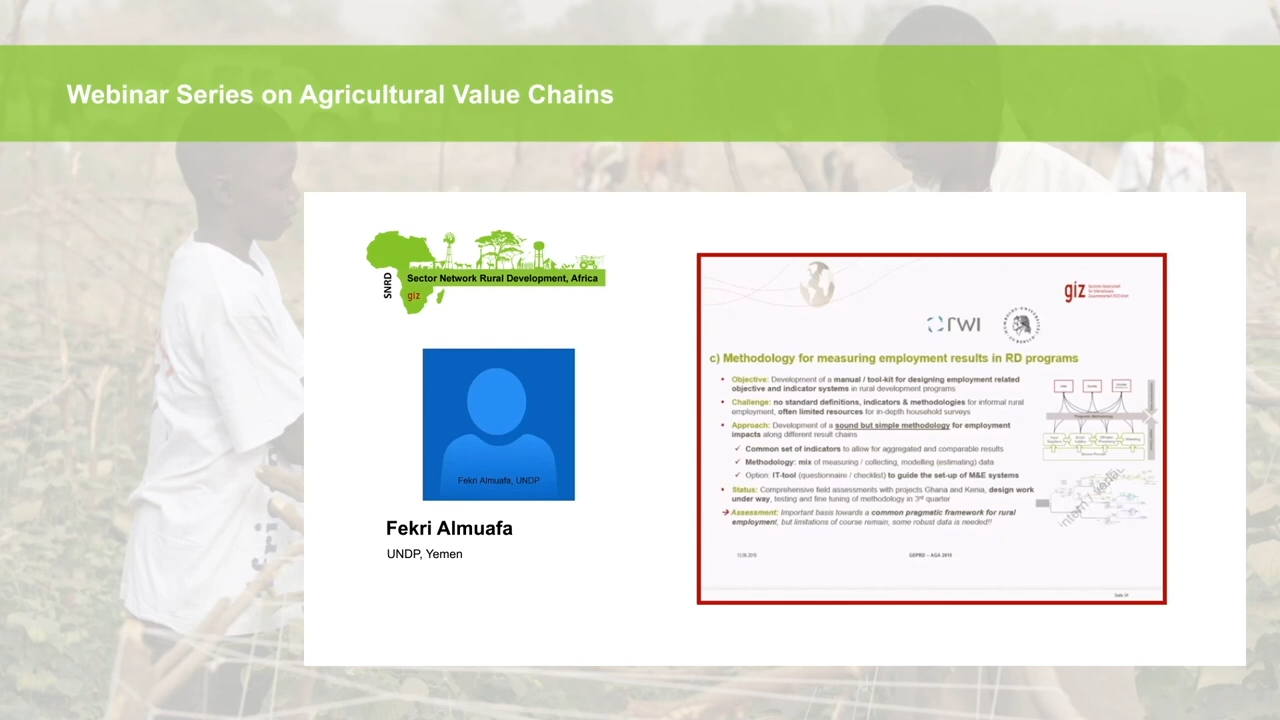 Webinar Series on Agricultural Value Chains
SNRD
Sector Network Rural Development, Africa
giz
Fekri Almuafa, UNDP
Fekri Almuafa
UNDP, Yemen
giz
rwi
c) Methodology for measuring employment results in RD programs
• Objective: Development of a manual / tool-kit for designing employment related
objective and indicator systems in rural development programs
• Challenge: no standard definitions, indicators & methodologies for informal rural
employment, often limited resources for in-depth household surveys
• Approach: Development of a sound but simple methodology for employment
impacts along different result chains
✓ Common set of indicators to allow for aggregated and comparable results
✓ Methodology: mix of measuring / collecting, modelling (estimating) data
✓ Option: IT-tool (questionnaire / checklist) to guide the set-up of M&E systems
• Status: Comprehensive field assessments with projects Ghana and Kenia, design work
under way, testing and fine tuning of methodology in 3rd quarter
➔ Assessment: Important basis towards a common pragmatic framework for rural
employment, but limitations of course remain, some robust data is needed!!